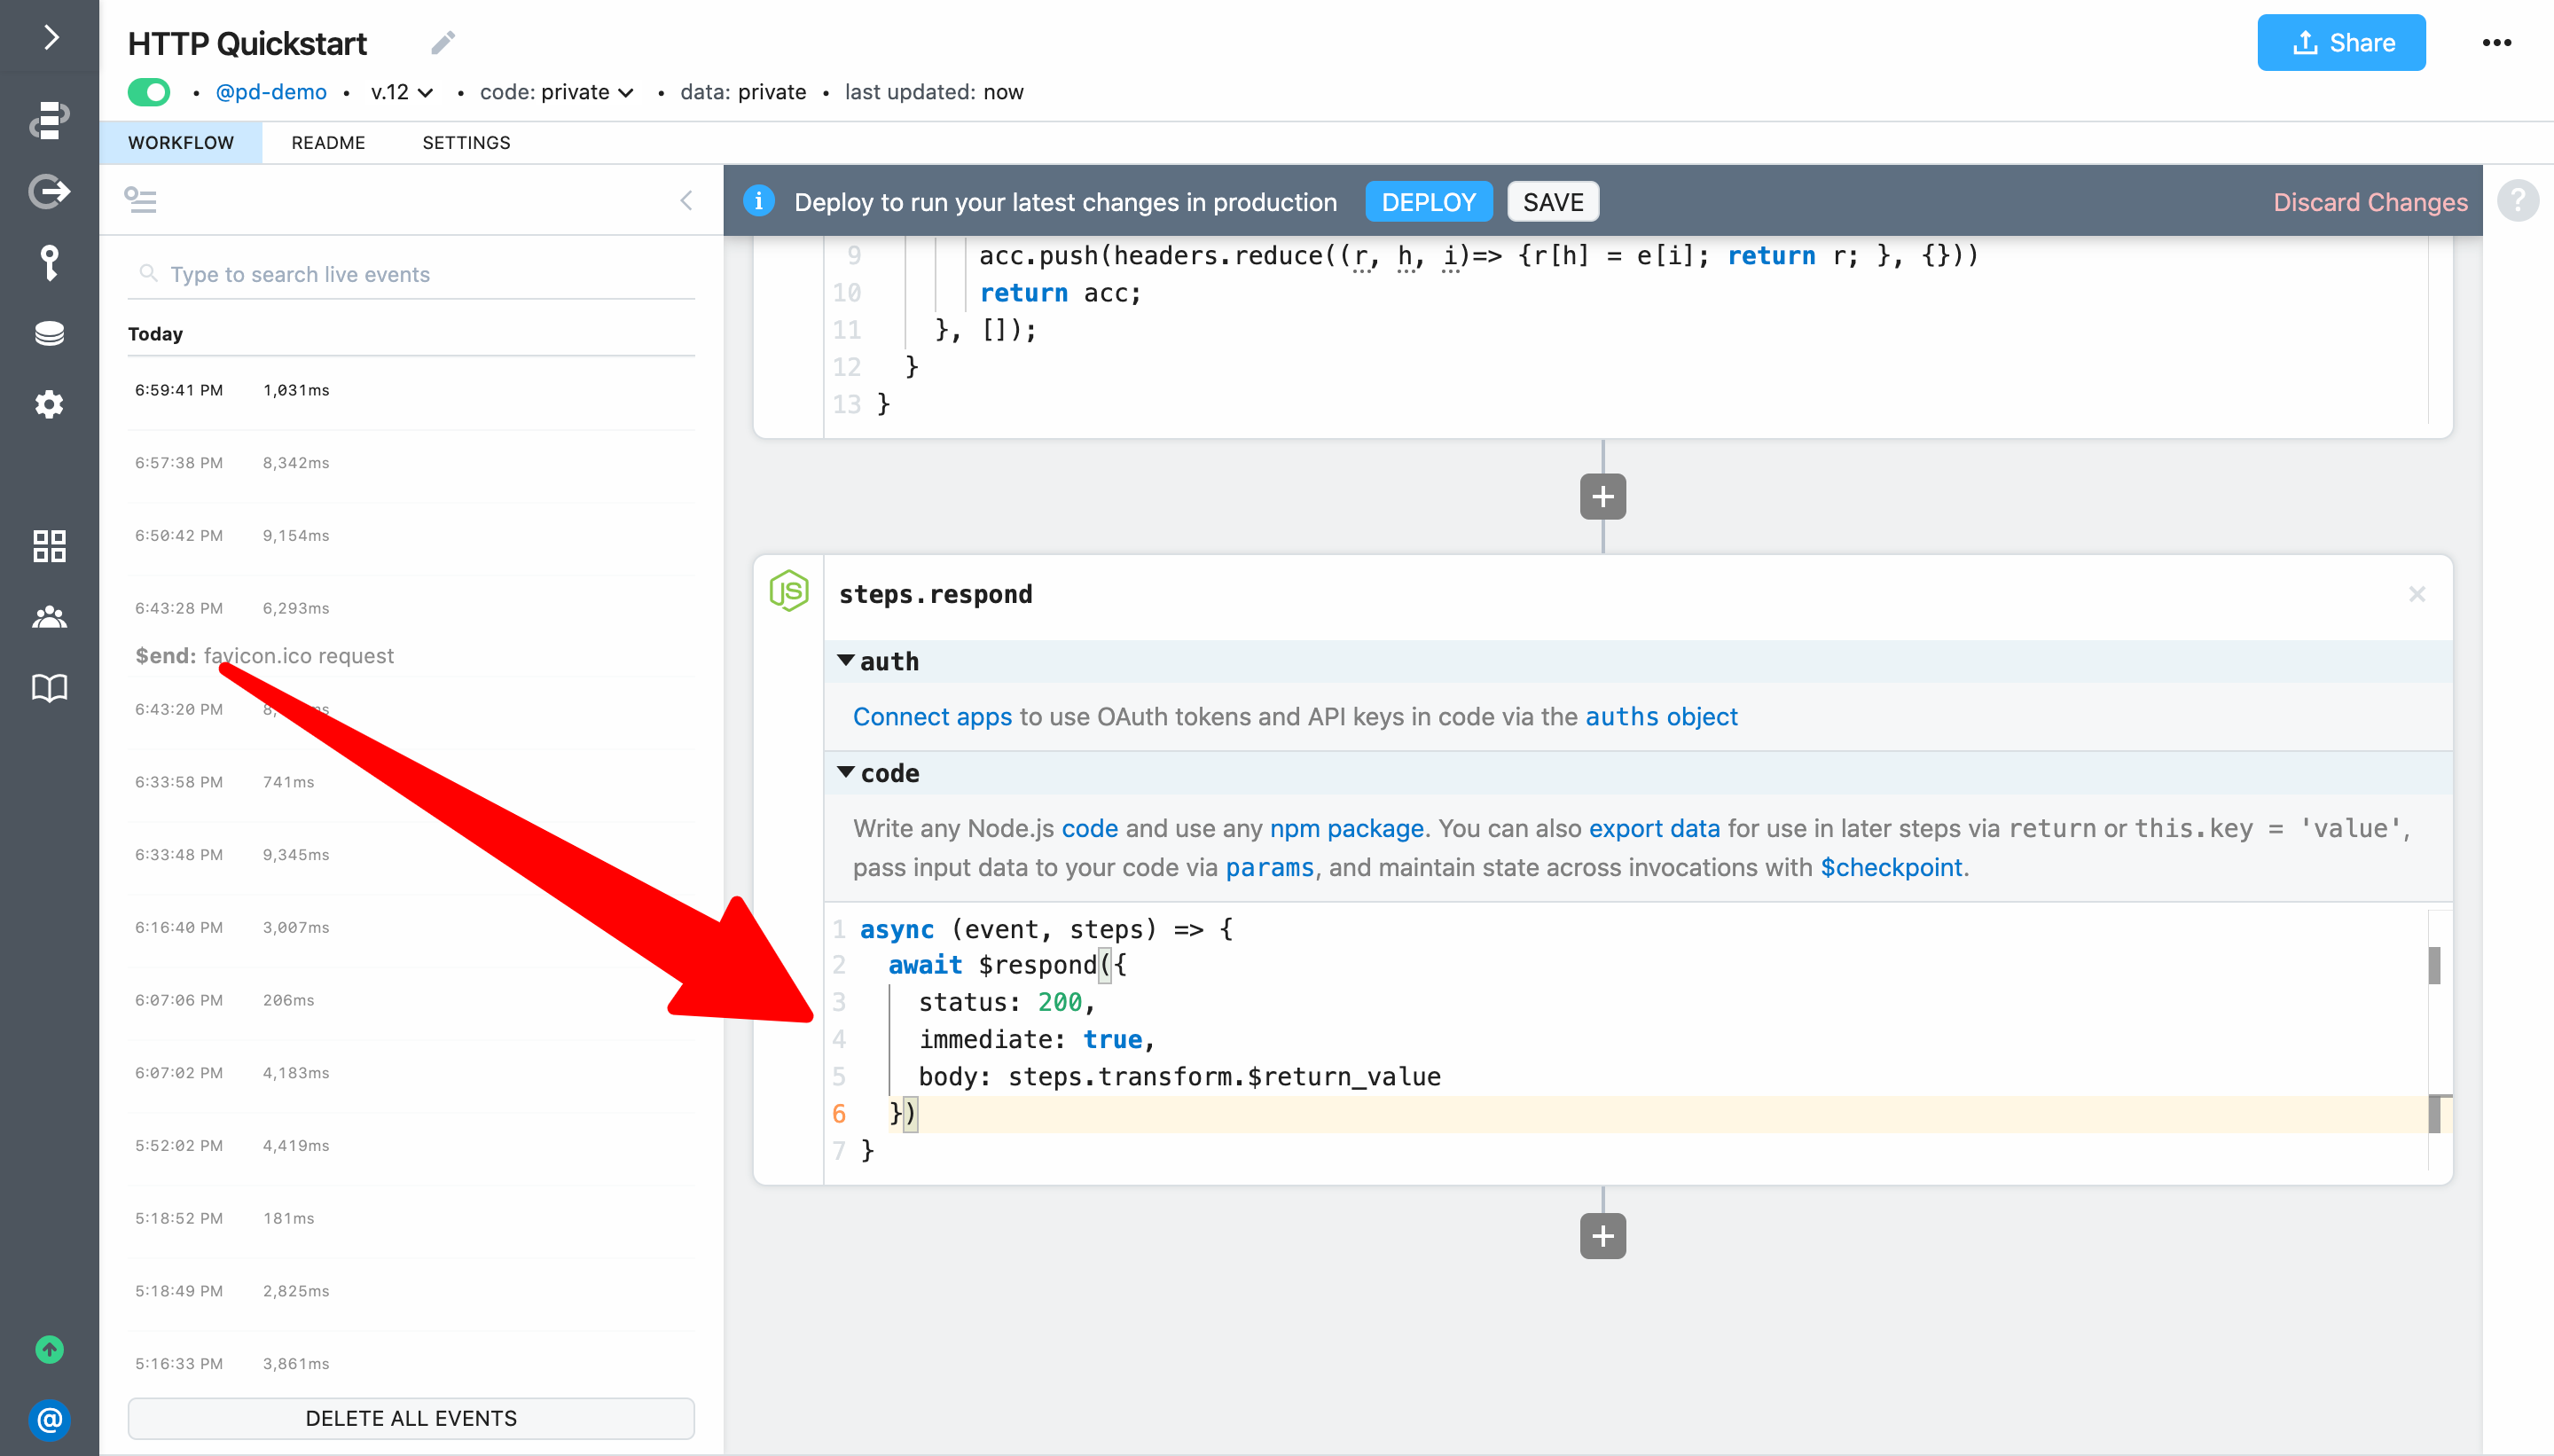 HTTP Quickstart
Share
• @pd-demo • v.12 • code: private • data: private • last updated: now
WORKFLOW README SETTINGS
i Deploy to run your latest changes in production DEPLOY SAVE Discard Changes ?
Type to search live events
Today
6:59:41 PM 1,031ms
6:57:38 PM 8,342ms
6:50:42 PM 9,154ms
6:43:28 PM 6,293ms
$end: favicon.ico request
6:43:20 PM
6:33:58 PM 741ms
6:33:48 PM 9,345ms
6:16:40 PM 3,007ms
6:07:06 PM 206ms
6:07:02 PM 4,183ms
5:52:02 PM 4,419ms
5:18:52 PM 181ms
5:18:49 PM 2,825ms
5:16:33 PM 3,861ms
DELETE ALL EVENTS
@
9 acc.push(headers.reduce((r, h, i)=> {r[h] = e[i]; return r; }, {}))
10 return acc;
11 }, []);
12 }
13 }
+
JS
steps.respond
×
auth
Connect apps to use OAuth tokens and API keys in code via the auths object
code
Write any Node.js code and use any npm package. You can also export data for use in later steps via return or this.key = 'value',
pass input data to your code via params, and maintain state across invocations with $checkpoint.
1 async (event, steps) => {
2 await $respond({
3 status: 200,
4 immediate: true,
5 body: steps.transform.$return_value
6 })
7 }
+